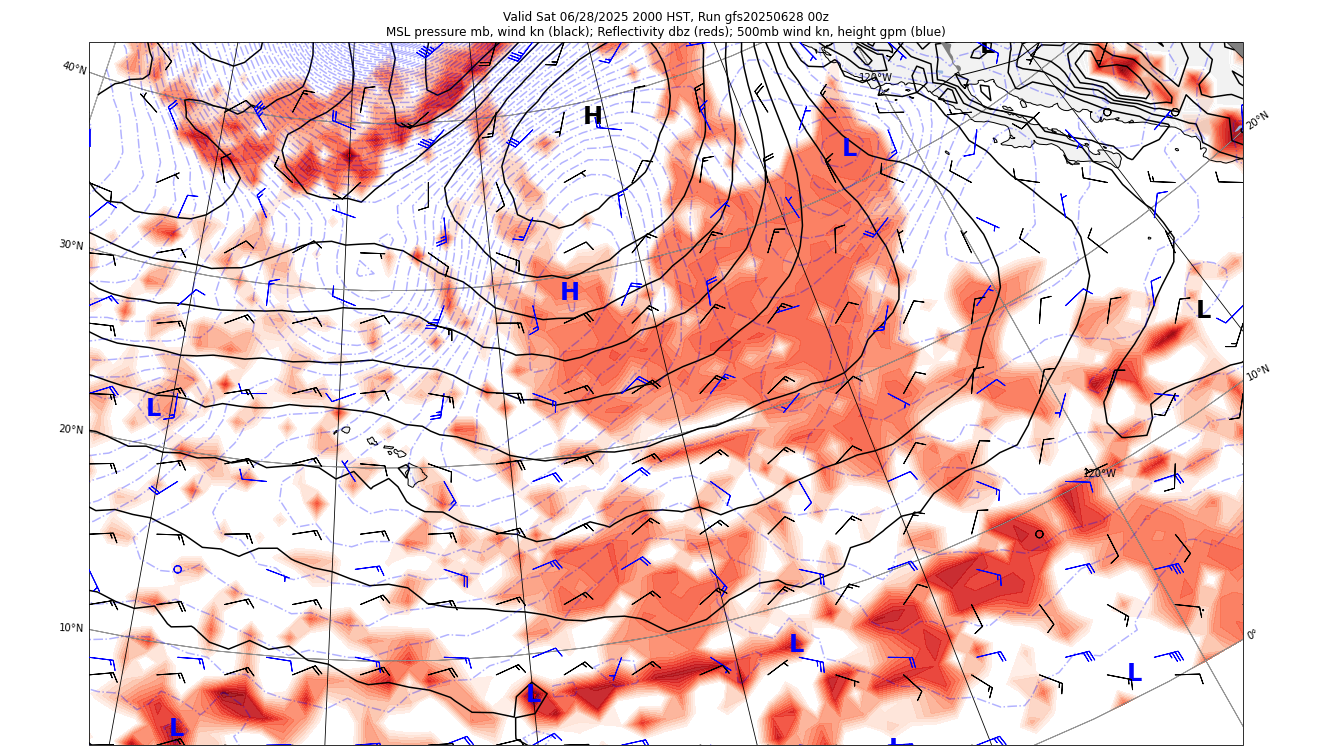 Valid Sat 06/28/2025 2000 HST, Run gfs20250628 00z
MSL pressure mb, wind kn (black); Reflectivity dbz (reds); 500mb wind kn, height gpm (blue)
L
40°N
120°W
H
20°N
L
30°N
H
L
10°N
L
20°N
120°W
10°N
0°
L
L
L
L
L